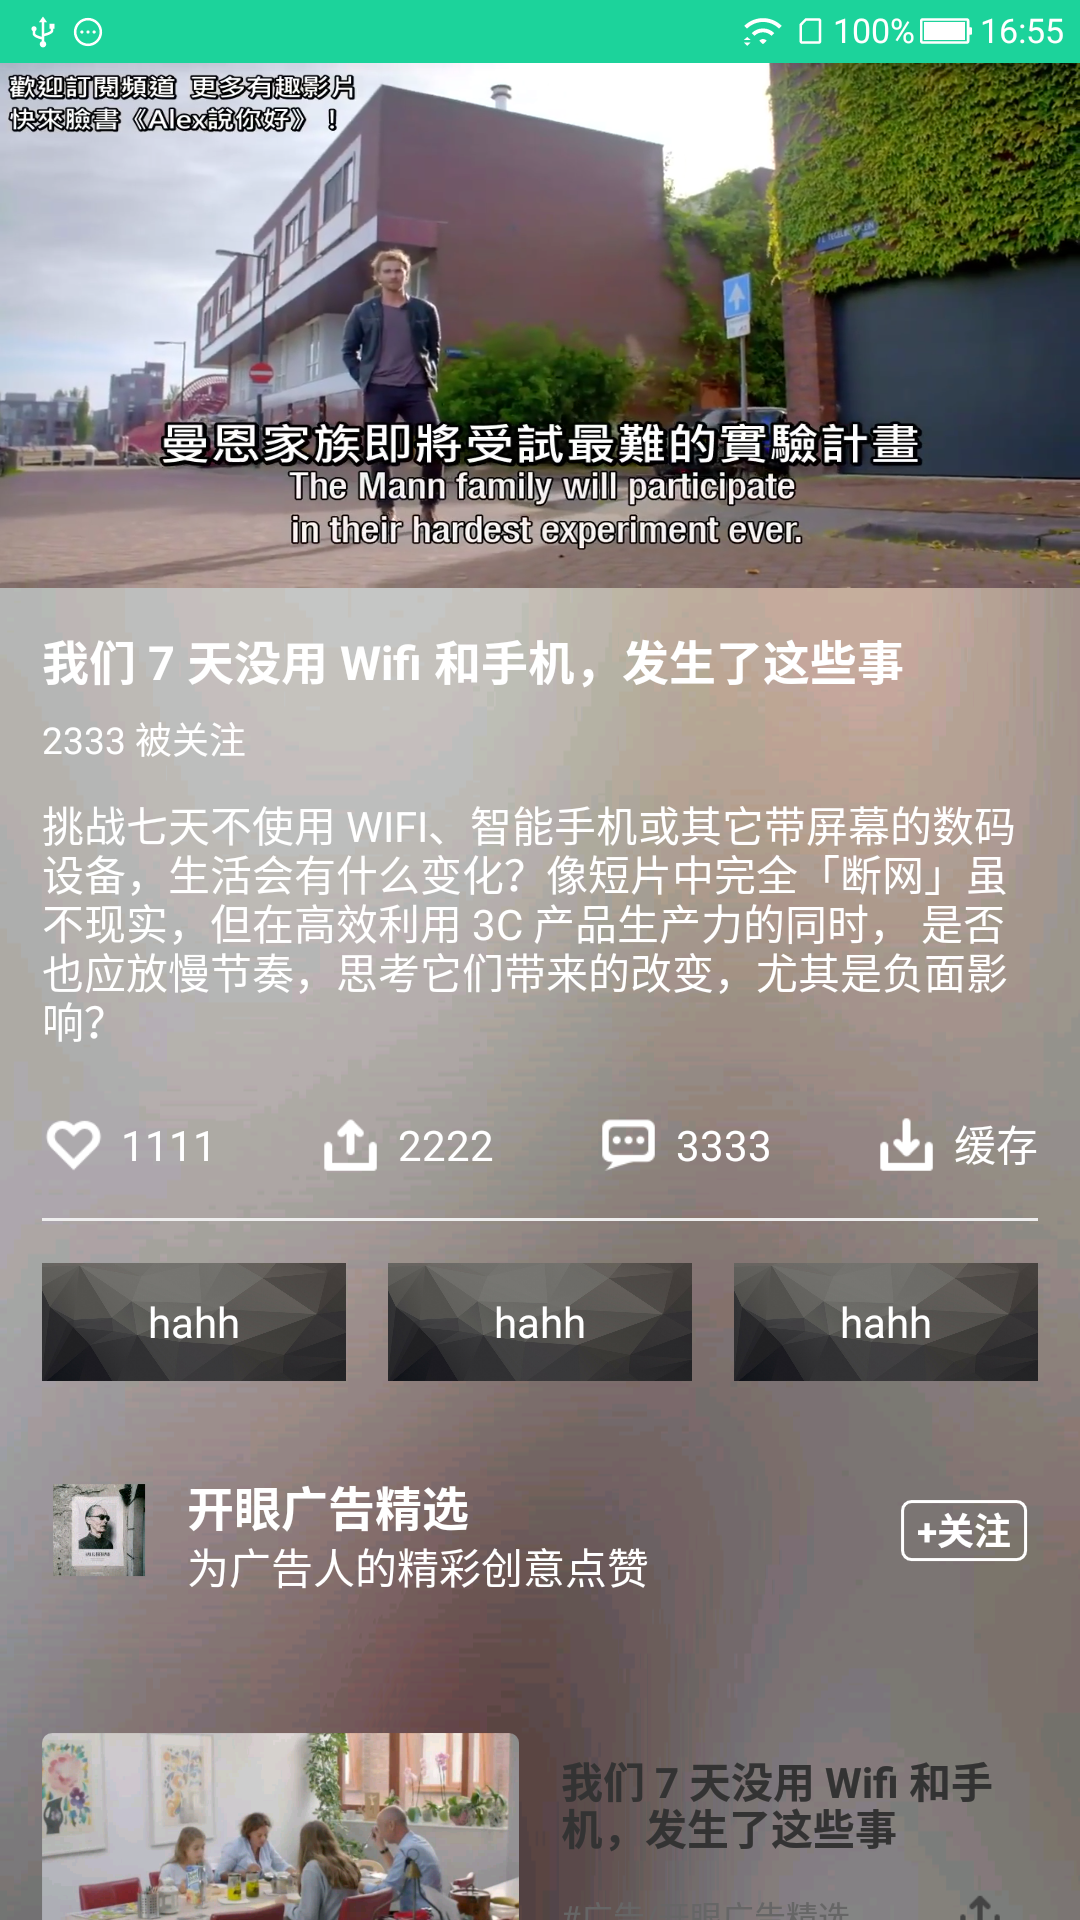 100% 16:55
歡迎訂閱頻道 更多有趣影片
快來臉書《Alex說你好》！
曼恩家族即將受試最難的實驗計畫
The Mann family will participate
in their hardest experiment ever.
我们 7 天没用 Wifi 和手机，发生了这些事
2333 被关注
挑战七天不使用 WIFI、智能手机或其它带屏幕的数码
设备，生活会有什么变化？像短片中完全「断网」虽
不现实，但在高效利用 3C 产品生产力的同时， 是否
也应放慢节奏，思考它们带来的改变，尤其是负面影
响？
1111 2222 3333 缓存
hahh hahh hahh
开眼广告精选
为广告人的精彩创意点赞
+关注
我们 7 天没用 Wifi 和手
机，发生了这些事
#广告 开眼广告精选